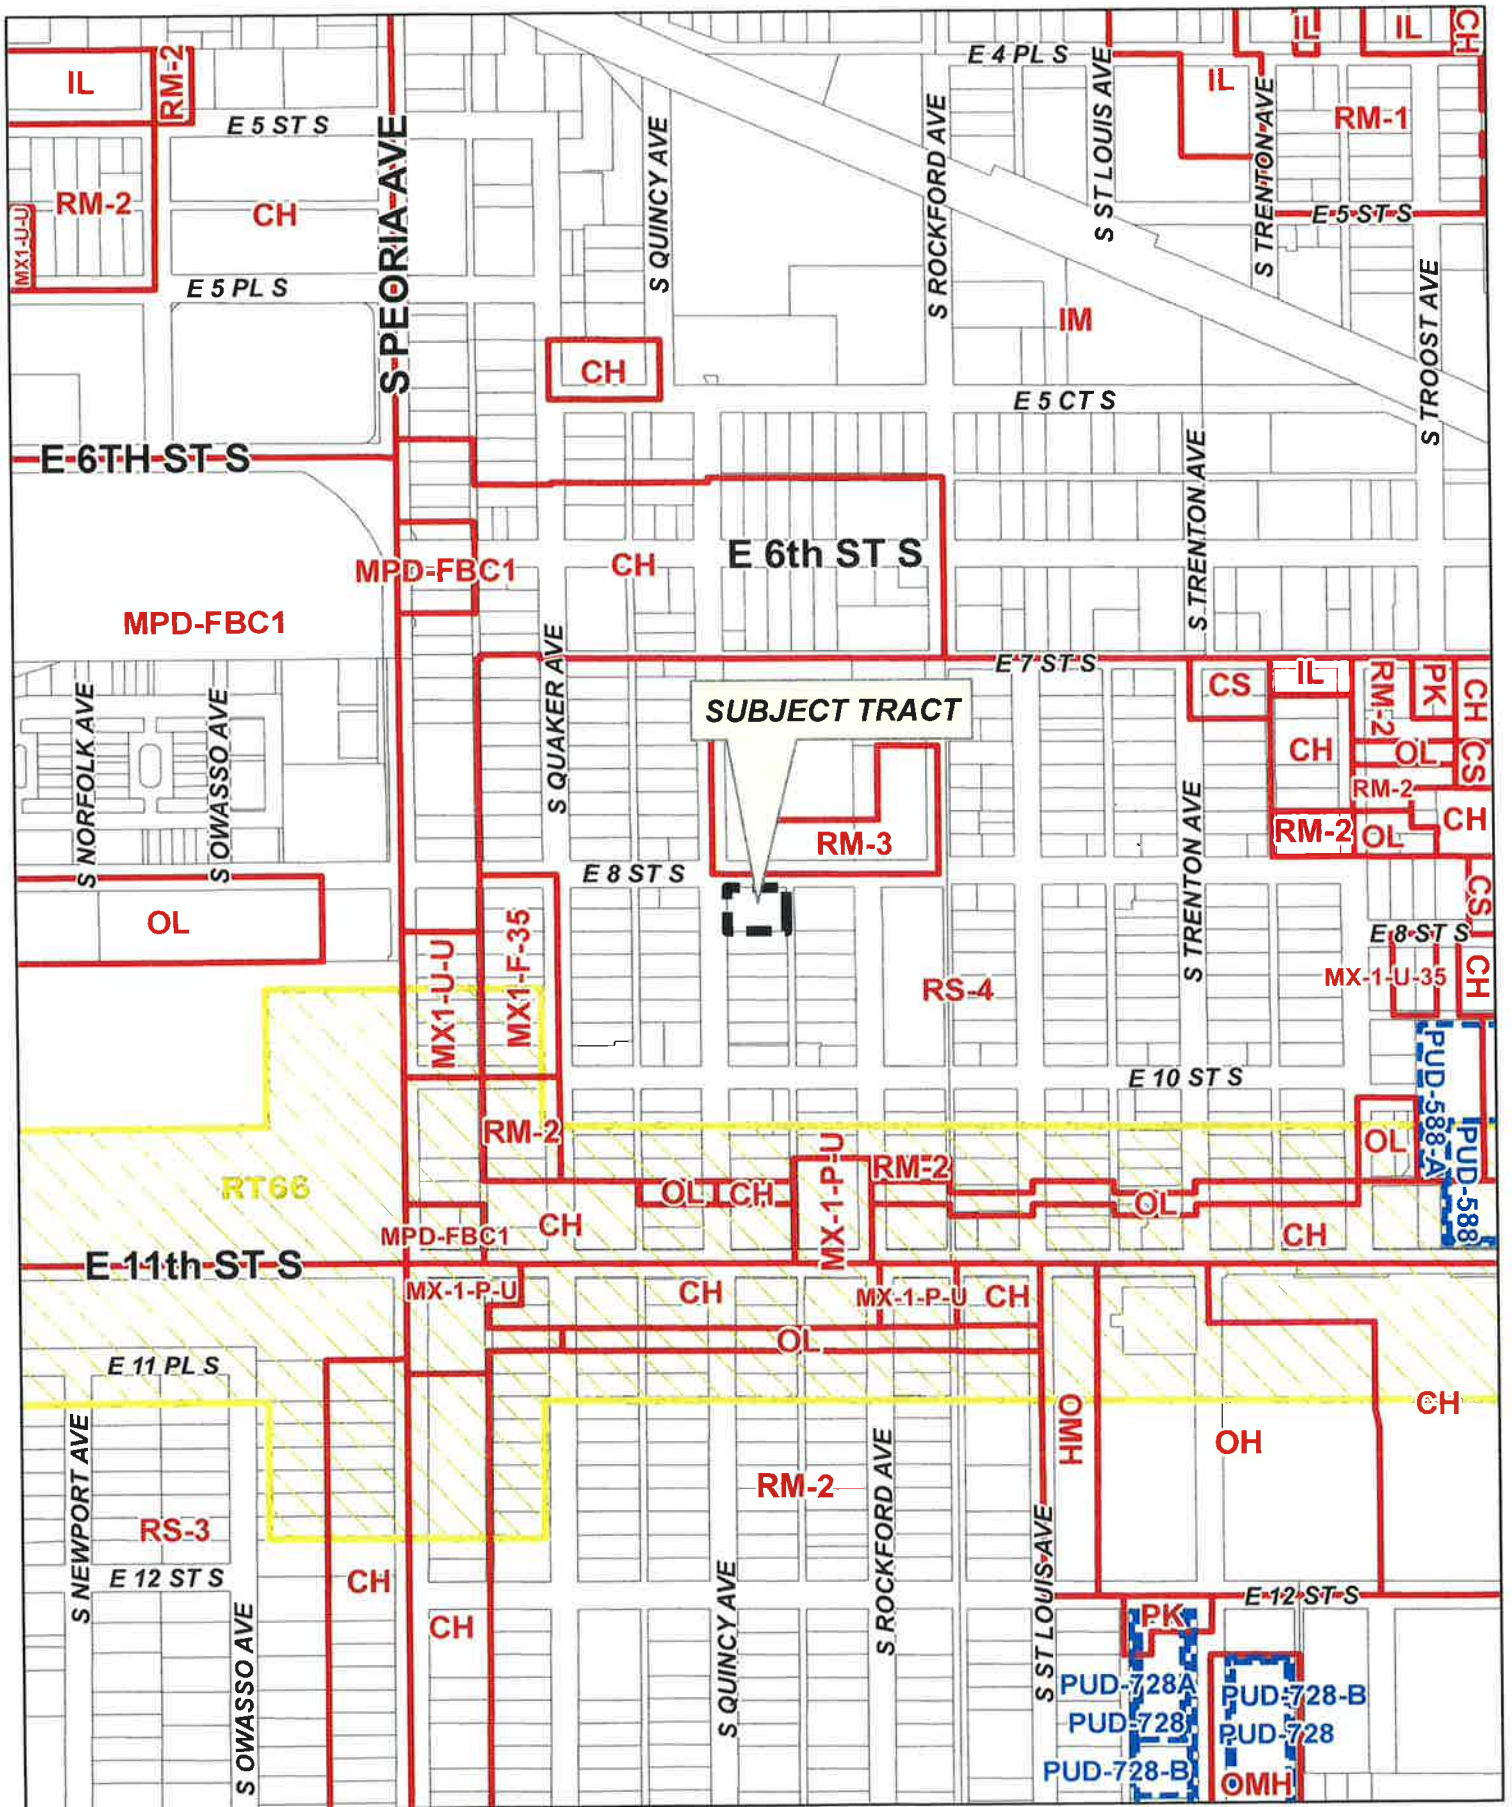 IL
RM-2
E 5 ST S
RM-2
MX1-U-U
CH
E 5 PL S
S PEORIA AVE
S QUINCY AVE
E 4 PL S
S ROCKFORD AVE
S ST LOUIS AVE
IL
IL
CH
IL
S TRENTON AVE
RM-1
E 5 ST S
IM
S TROOST AVE
CH
E 5 CT S
E 6TH ST S
MPD-FBC1
MPD-FBC1
CH
E 6th ST S
S TRENTON AVE
S NORFOLK AVE
S OWASSO AVE
S QUAKER AVE
E 7 ST S
CS
IL
RM-2
PK
CH
SUBJECT TRACT
CH
OL
CS
RM-2
CH
RM-2
OL
RM-3
E 8 ST S
S TRENTON AVE
OL
MX1-U-U
MX1-F-35
RS-4
CS
E 8 ST S
MX-1-U-35
CH
PUD-588-A
PUD-588
E 10 ST S
RM-2
OL
RT66
MX-1-P-U
RM-2
OL
CH
OL
MPD-FBC1
CH
CH
E 11th ST S
MX-1-P-U
CH
MX-1-P-U
CH
OL
E 11 PL S
OMH
CH
OH
S NEWPORT AVE
RS-3
RM-2
S ROCKFORD AVE
E 12 ST S
CH
S OWASSO AVE
CH
S QUINCY AVE
S ST LOUIS AVE
E 12 ST S
PK
PUD-728A
PUD-728
PUD-728-B
PUD-728-B
PUD-728
OMH